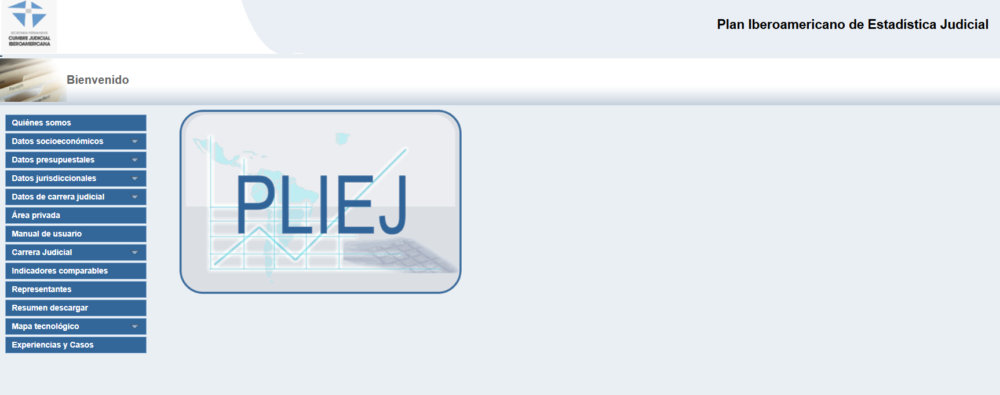 SECRETARIA PERMANENTE
CUMBRE JUDICIAL
IBEROAMERICANA
Plan Iberoamericano de Estadística Judicial
Receipts
Bienvenido
Quiénes somos
Datos socioeconómicos
Datos presupuestales
Datos jurisdiccionales
Datos de carrera judicial
Área privada
Manual de usuario
Carrera Judicial
Indicadores comparables
Representantes
Resumen descargar
Mapa tecnológico
Experiencias y Casos
PLIEJ